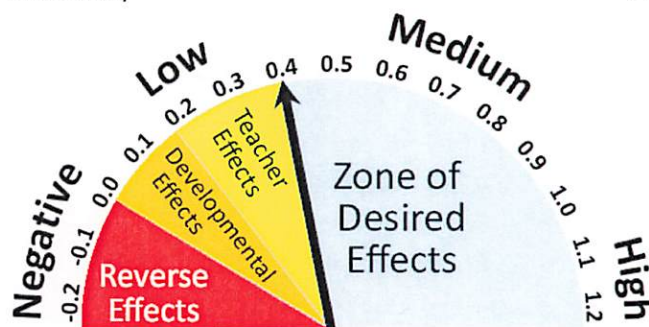 Negative
Low
Medium
High
-0.2
-0.1
0.0
0.1
0.2
0.3
0.4
0.5
0.6
0.7
0.8
0.9
1.0
1.1
1.2
Reverse
Effects
Developmental
Effects
Teacher
Effects
Zone of
Desired
Effects